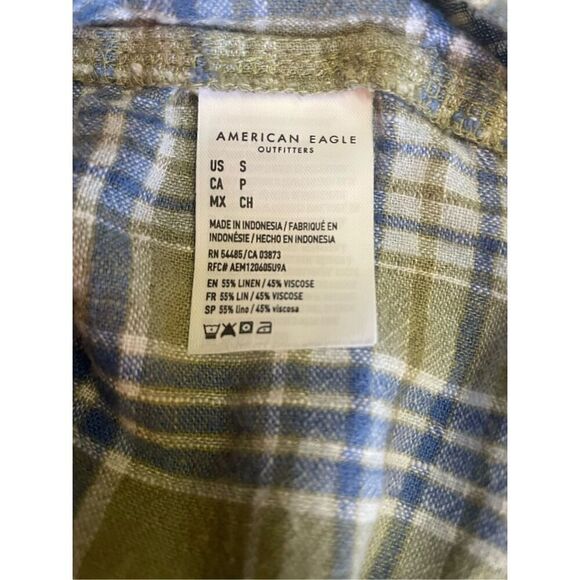 AMERICAN EAGLE
OUTFITTERS
US S
CA P
MX CH
MADE IN INDONESIA / FABRIQUÉ EN
INDONÉSIE / HECHO EN INDONESIA
RN 54485 / CA 03873
RFC# AEM120605U9A
EN 55% LINEN / 45% VISCOSE
FR 55% LIN / 45% VISCOSE
SP 55% lino / 45% viscosa